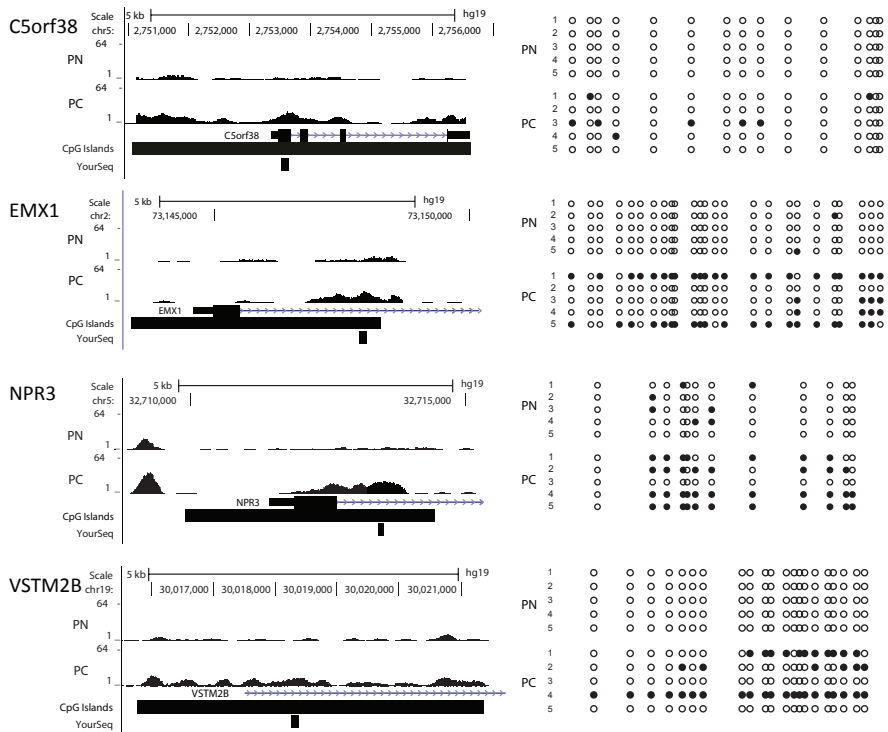 C5orf38
Scale 5 kb hg19
chr5: 2,751,000 2,752,000 2,753,000 2,754,000 2,755,000 2,756,000
64 -
PN
1 _
64 -
PC
1 _
C5orf38
CpG Islands
YourSeq
PN
1
2
3
4
5
PC
1
2
3
4
5
EMX1
Scale 5 kb hg19
chr2: 73,145,000 73,150,000
64 -
PN
1 _
64 -
PC
1 _
EMX1
CpG Islands
YourSeq
PN
1
2
3
4
5
PC
1
2
3
4
5
NPR3
Scale 5 kb hg19
chr5: 32,710,000 32,715,000
64 -
PN
1 _
64 -
PC
1 _
NPR3
CpG Islands
YourSeq
PN
1
2
3
4
5
PC
1
2
3
4
5
VSTM2B
Scale 5 kb hg19
chr19: 30,017,000 30,018,000 30,019,000 30,020,000 30,021,000
64 -
PN
1 _
64 -
PC
1 _
VSTM2B
CpG Islands
YourSeq
PN
1
2
3
4
5
PC
1
2
3
4
5